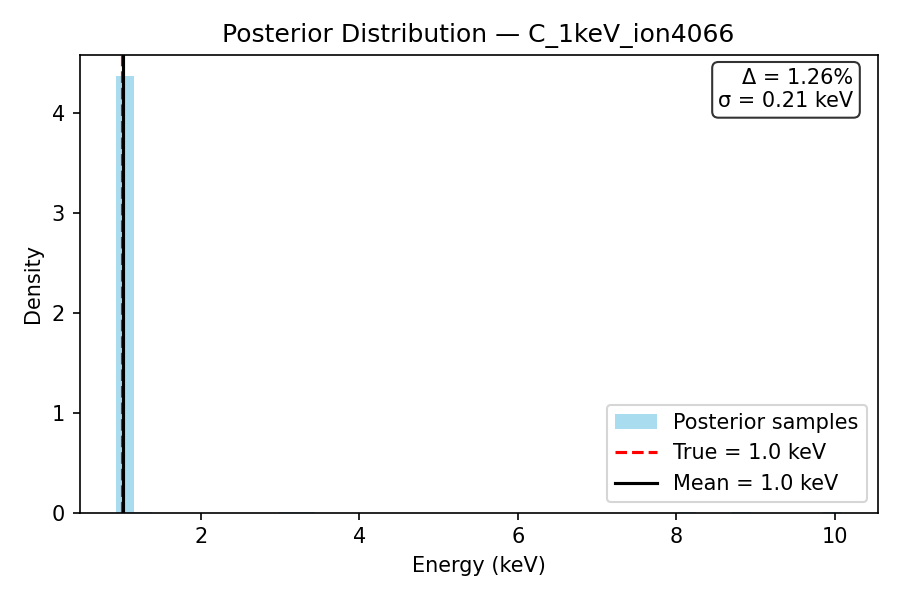 Posterior Distribution — C_1keV_ion4066
Δ = 1.26%
σ = 0.21 keV
Density
4
3
2
1
0
Posterior samples
True = 1.0 keV
Mean = 1.0 keV
2 4 6 8 10
Energy (keV)